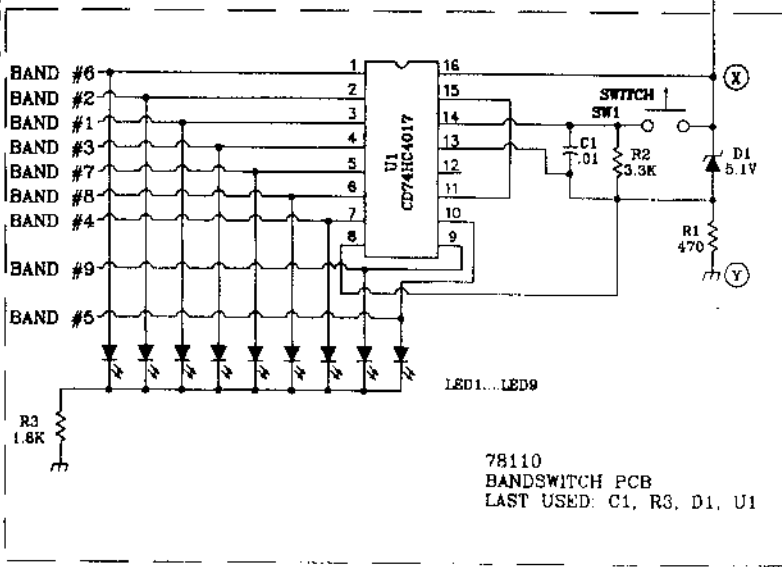 BAND #6
BAND #2
BAND #1
BAND #3
BAND #7
BAND #8
BAND #4
BAND #9
BAND #5
1
2
3
4
5
6
7
8
U1
CD74HC4017
16
15
14
13
12
11
10
9
SWITCH
SW1
X
C1
.01
R2
3.3K
D1
5.1V
R1
470
Y
LED1....LED9
R3
1.8K
78110
BANDSWITCH PCB
LAST USED: C1, R3, D1, U1